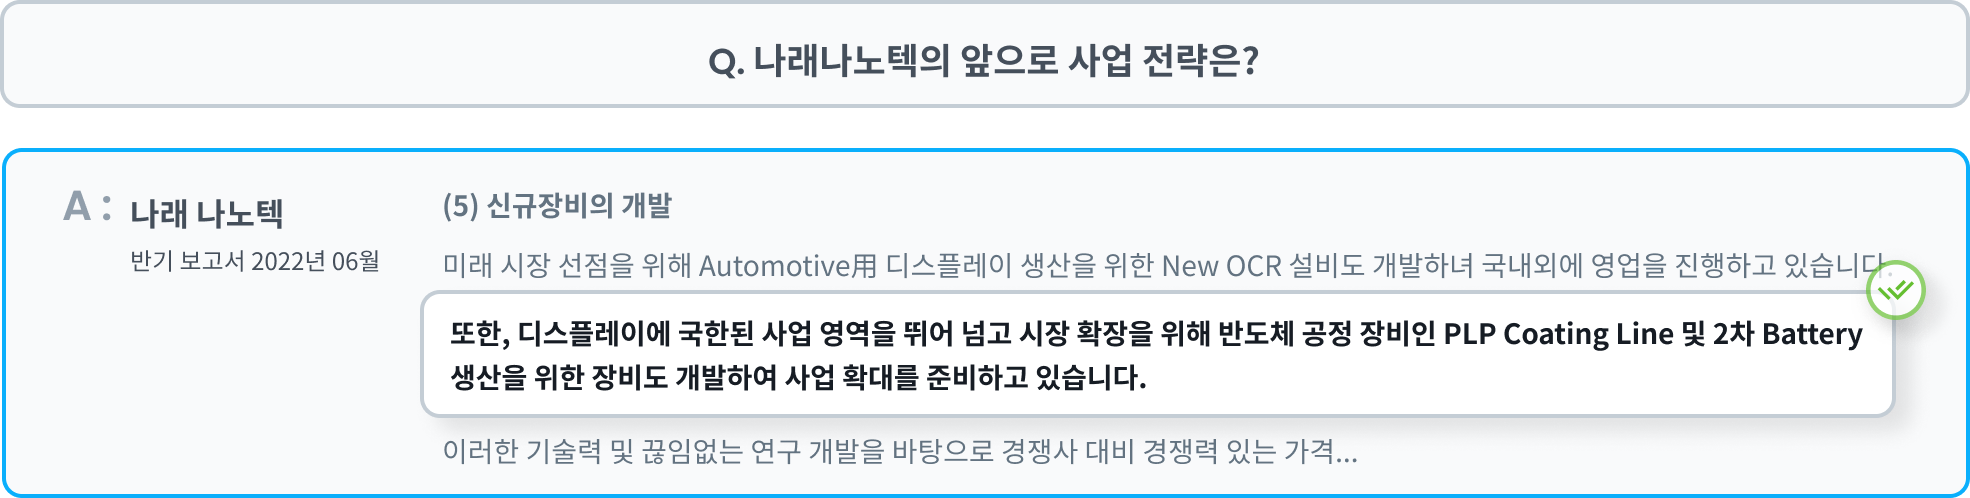 Q. 나래나노텍의 앞으로 사업 전략은?
A :
나래 나노텍
반기 보고서 2022년 06월
(5) 신규장비의 개발
미래 시장 선점을 위해 Automotive用 디스플레이 생산을 위한 New OCR 설비도 개발하녀 국내외에 영업을 진행하고 있습니다.
또한, 디스플레이에 국한된 사업 영역을 뛰어 넘고 시장 확장을 위해 반도체 공정 장비인 PLP Coating Line 및 2차 Battery
생산을 위한 장비도 개발하여 사업 확대를 준비하고 있습니다.
이러한 기술력 및 끊임없는 연구 개발을 바탕으로 경쟁사 대비 경쟁력 있는 가격...